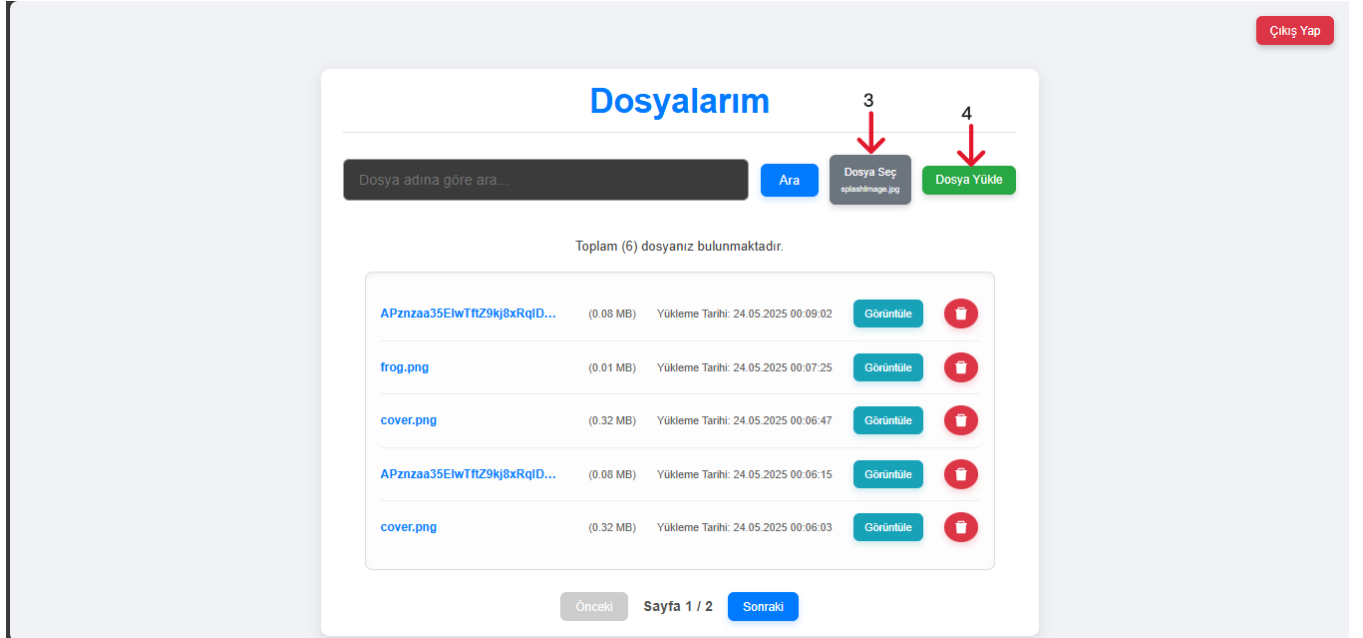 Çıkış Yap
Dosyalarım
3
4
Dosya adına göre ara...
Ara
Dosya Seç
splashImage.jpg
Dosya Yükle
Toplam (6) dosyanız bulunmaktadır.
APznzaa35ElwTftZ9kj8xRqlD... (0.08 MB) Yükleme Tarihi: 24.05.2025 00:09:02 Görüntüle
frog.png (0.01 MB) Yükleme Tarihi: 24.05.2025 00:07:25 Görüntüle
cover.png (0.32 MB) Yükleme Tarihi: 24.05.2025 00:06:47 Görüntüle
APznzaa35ElwTftZ9kj8xRqlD... (0.08 MB) Yükleme Tarihi: 24.05.2025 00:06:15 Görüntüle
cover.png (0.32 MB) Yükleme Tarihi: 24.05.2025 00:06:03 Görüntüle
Önceki Sayfa 1 / 2 Sonraki